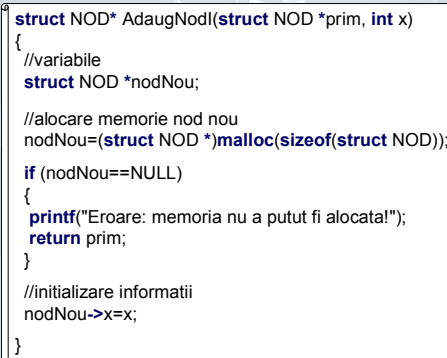 struct NOD* AdaugNodI(struct NOD *prim, int x)
{
//variabile
struct NOD *nodNou;
//alocare memorie nod nou
nodNou=(struct NOD *)malloc(sizeof(struct NOD));
if (nodNou==NULL)
{
printf("Eroare: memoria nu a putut fi alocata!");
return prim;
}
//initializare informatii
nodNou->x=x;
}